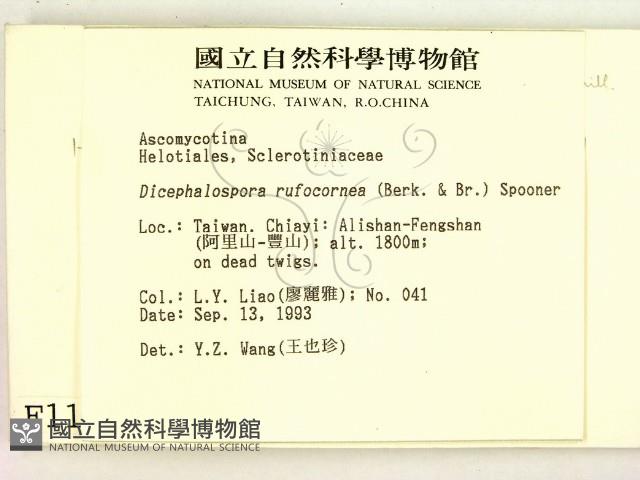 國立自然科學博物館
NATIONAL MUSEUM OF NATURAL SCIENCE
TAICHUNG, TAIWAN, R.O.CHINA
Ascomycotina
Helotiales, Sclerotiniaceae
Dicephalospora rufocornea (Berk. & Br.) Spooner
Loc.: Taiwan. Chiayi: Alishan-Fengshan
(阿里山-豐山); alt. 1800m;
on dead twigs.
Col.: L.Y. Liao(廖麗雅); No. 041
Date: Sep. 13, 1993
Det.: Y.Z. Wang(王也珍)
F11
國立自然科學博物館
NATIONAL MUSEUM OF NATURAL SCIENCE